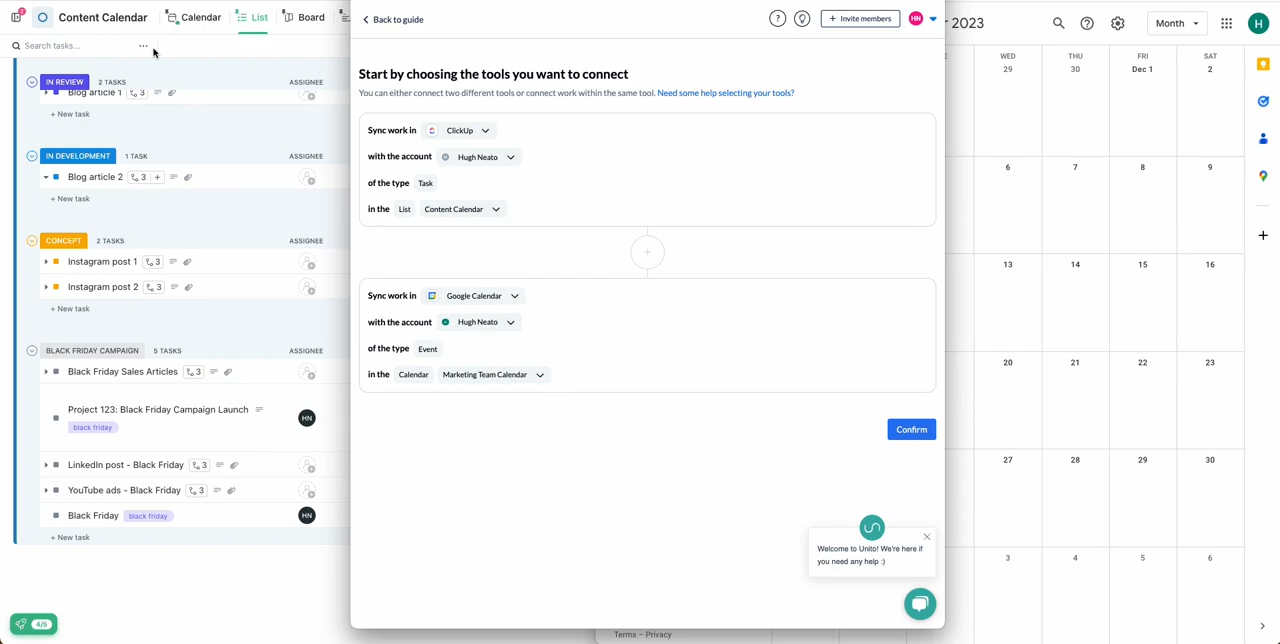 Content Calendar
Calendar
List
Board
Search tasks...
IN REVIEW 2 TASKS ASSIGNEE
Blog article 1 3
+ New task
IN DEVELOPMENT 1 TASK ASSIGNEE
Blog article 2 3 +
+ New task
CONCEPT 2 TASKS ASSIGNEE
Instagram post 1 3
Instagram post 2 3
+ New task
BLACK FRIDAY CAMPAIGN 5 TASKS ASSIGNEE
Black Friday Sales Articles 3
Project 123: Black Friday Campaign Launch
black friday
HN
LinkedIn post - Black Friday 3
YouTube ads - Black Friday 3
Black Friday black friday HN
+ New task
4/5
Back to guide
? + Invite members HN
Start by choosing the tools you want to connect
You can either connect two different tools or connect work within the same tool. Need some help selecting your tools?
Sync work in ClickUp
with the account Hugh Neato
of the type Task
in the List Content Calendar
+
Sync work in Google Calendar
with the account Hugh Neato
of the type Event
in the Calendar Marketing Team Calendar
Confirm
Welcome to Unito! We're here if
you need any help :)
Terms – Privacy
r 2023
Month
H
WED THU FRI SAT
29 30 Dec 1 2
6 7 8 9
13 14 15 16
20 21 22 23
27 28 29 30
3 4 5 6